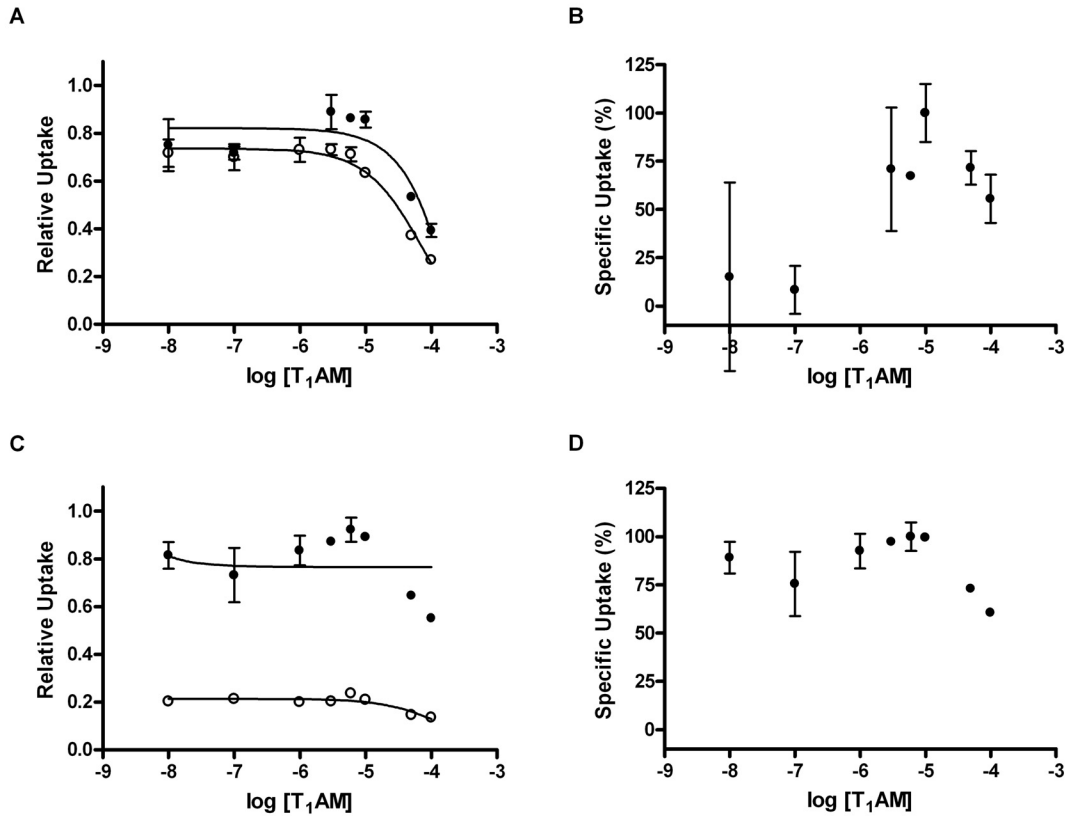 A
Relative Uptake
1.0
0.8
0.6
0.4
0.2
0.0
-9 -8 -7 -6 -5 -4 -3
log [T₁AM]
B
Specific Uptake (%)
125
100
75
50
25
0
-9 -8 -7 -6 -5 -4 -3
log [T₁AM]
C
Relative Uptake
1.0
0.8
0.6
0.4
0.2
0.0
-9 -8 -7 -6 -5 -4 -3
log [T₁AM]
D
Specific Uptake (%)
125
100
75
50
25
0
-9 -8 -7 -6 -5 -4 -3
log [T₁AM]